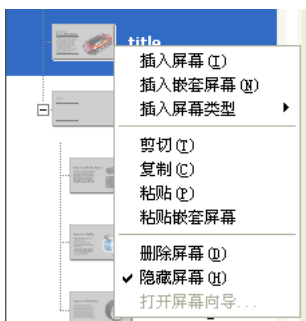 title
插入屏幕(I)
插入嵌套屏幕(N)
插入屏幕类型
剪切(T)
复制(C)
粘贴(P)
粘贴嵌套屏幕
删除屏幕(D)
隐藏屏幕(H)
打开屏幕向导...